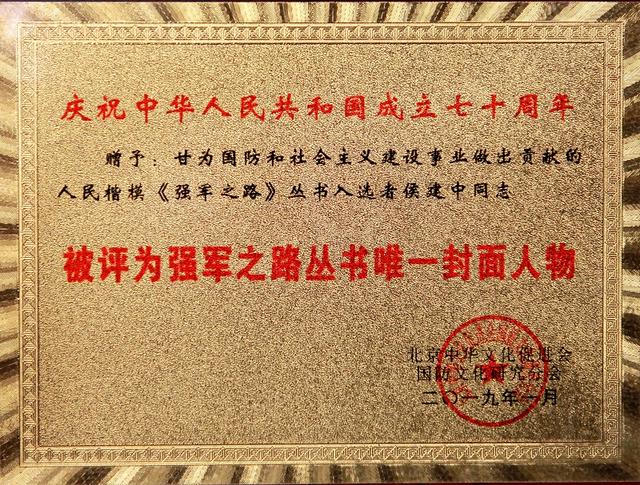 庆祝中华人民共和国成立七十周年
赠予：甘为国防和社会主义建设事业做出贡献的
人民楷模《强军之路》丛书入选者侯建中同志
被评为强军之路丛书唯一封面人物
北京中华文化促进会
国防文化研究分会
二〇一九年一月